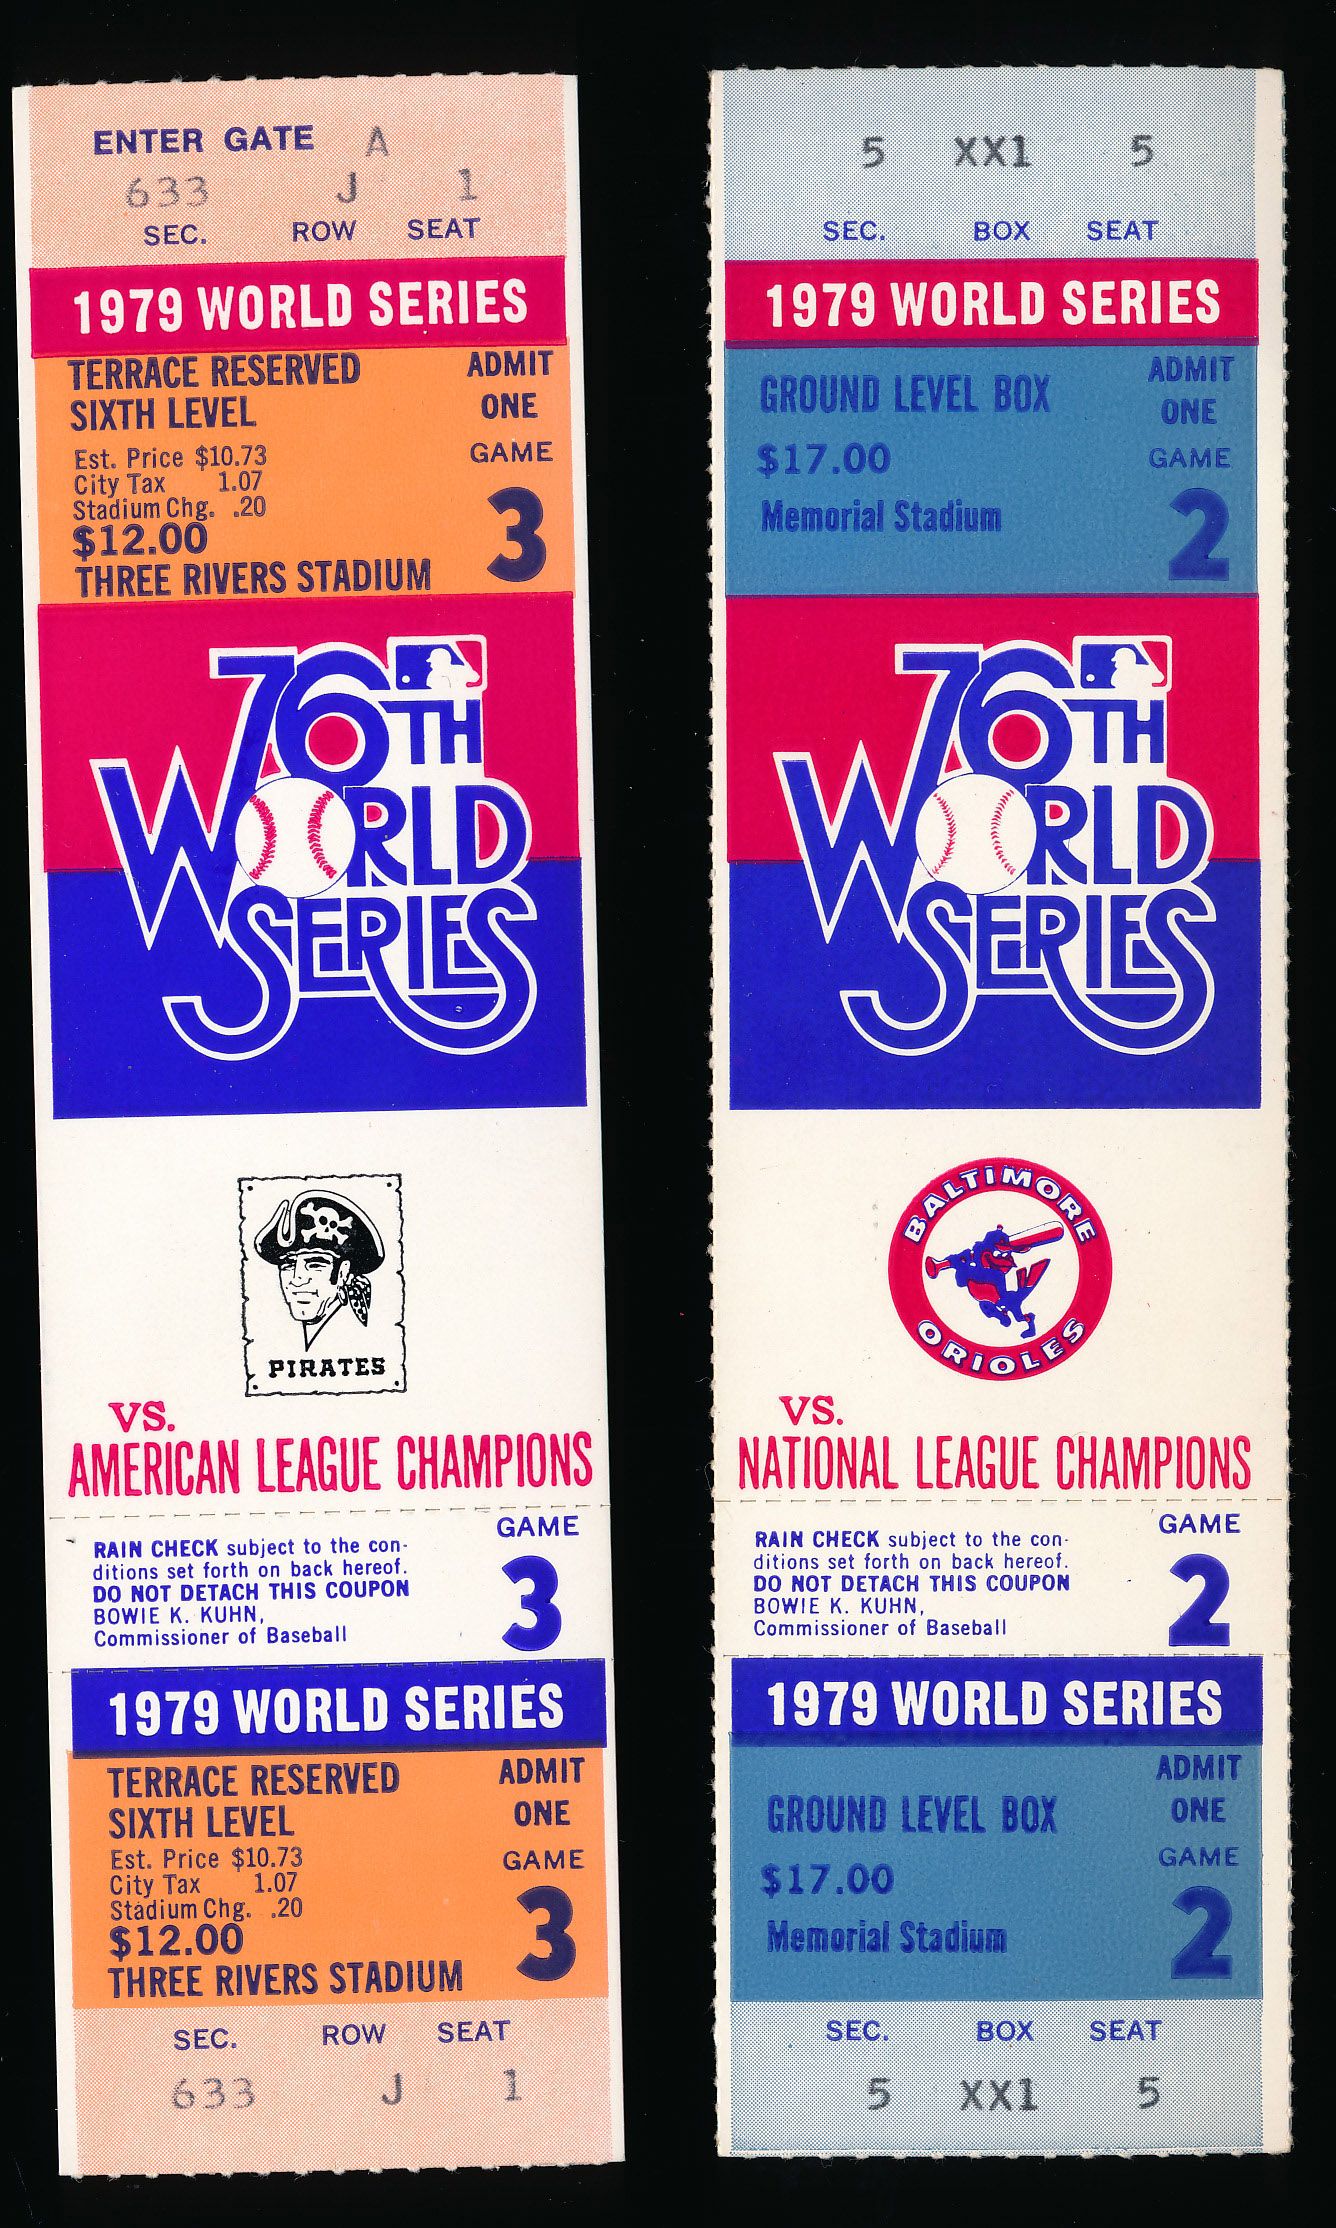 ENTER GATE A
633 J 1
SEC. ROW SEAT
1979 WORLD SERIES
TERRACE RESERVED
SIXTH LEVEL
ADMIT
ONE
Est. Price $10.73
City Tax 1.07
Stadium Chg. .20
$12.00
THREE RIVERS STADIUM
GAME
3
76TH
WORLD
SERIES
PIRATES
VS.
AMERICAN LEAGUE CHAMPIONS
RAIN CHECK subject to the con-
ditions set forth on back hereof.
DO NOT DETACH THIS COUPON
BOWIE K. KUHN,
Commissioner of Baseball
GAME
3
1979 WORLD SERIES
TERRACE RESERVED
SIXTH LEVEL
ADMIT
ONE
Est. Price $10.73
City Tax 1.07
Stadium Chg. .20
$12.00
THREE RIVERS STADIUM
GAME
3
SEC. ROW SEAT
633 J 1
5 XX1 5
SEC. BOX SEAT
1979 WORLD SERIES
GROUND LEVEL BOX
$17.00
Memorial Stadium
ADMIT
ONE
GAME
2
76TH
WORLD
SERIES
BALTIMORE
ORIOLES
VS.
NATIONAL LEAGUE CHAMPIONS
RAIN CHECK subject to the con-
ditions set forth on back hereof.
DO NOT DETACH THIS COUPON
BOWIE K. KUHN,
Commissioner of Baseball
GAME
2
1979 WORLD SERIES
GROUND LEVEL BOX
$17.00
Memorial Stadium
ADMIT
ONE
GAME
2
SEC. BOX SEAT
5 XX1 5